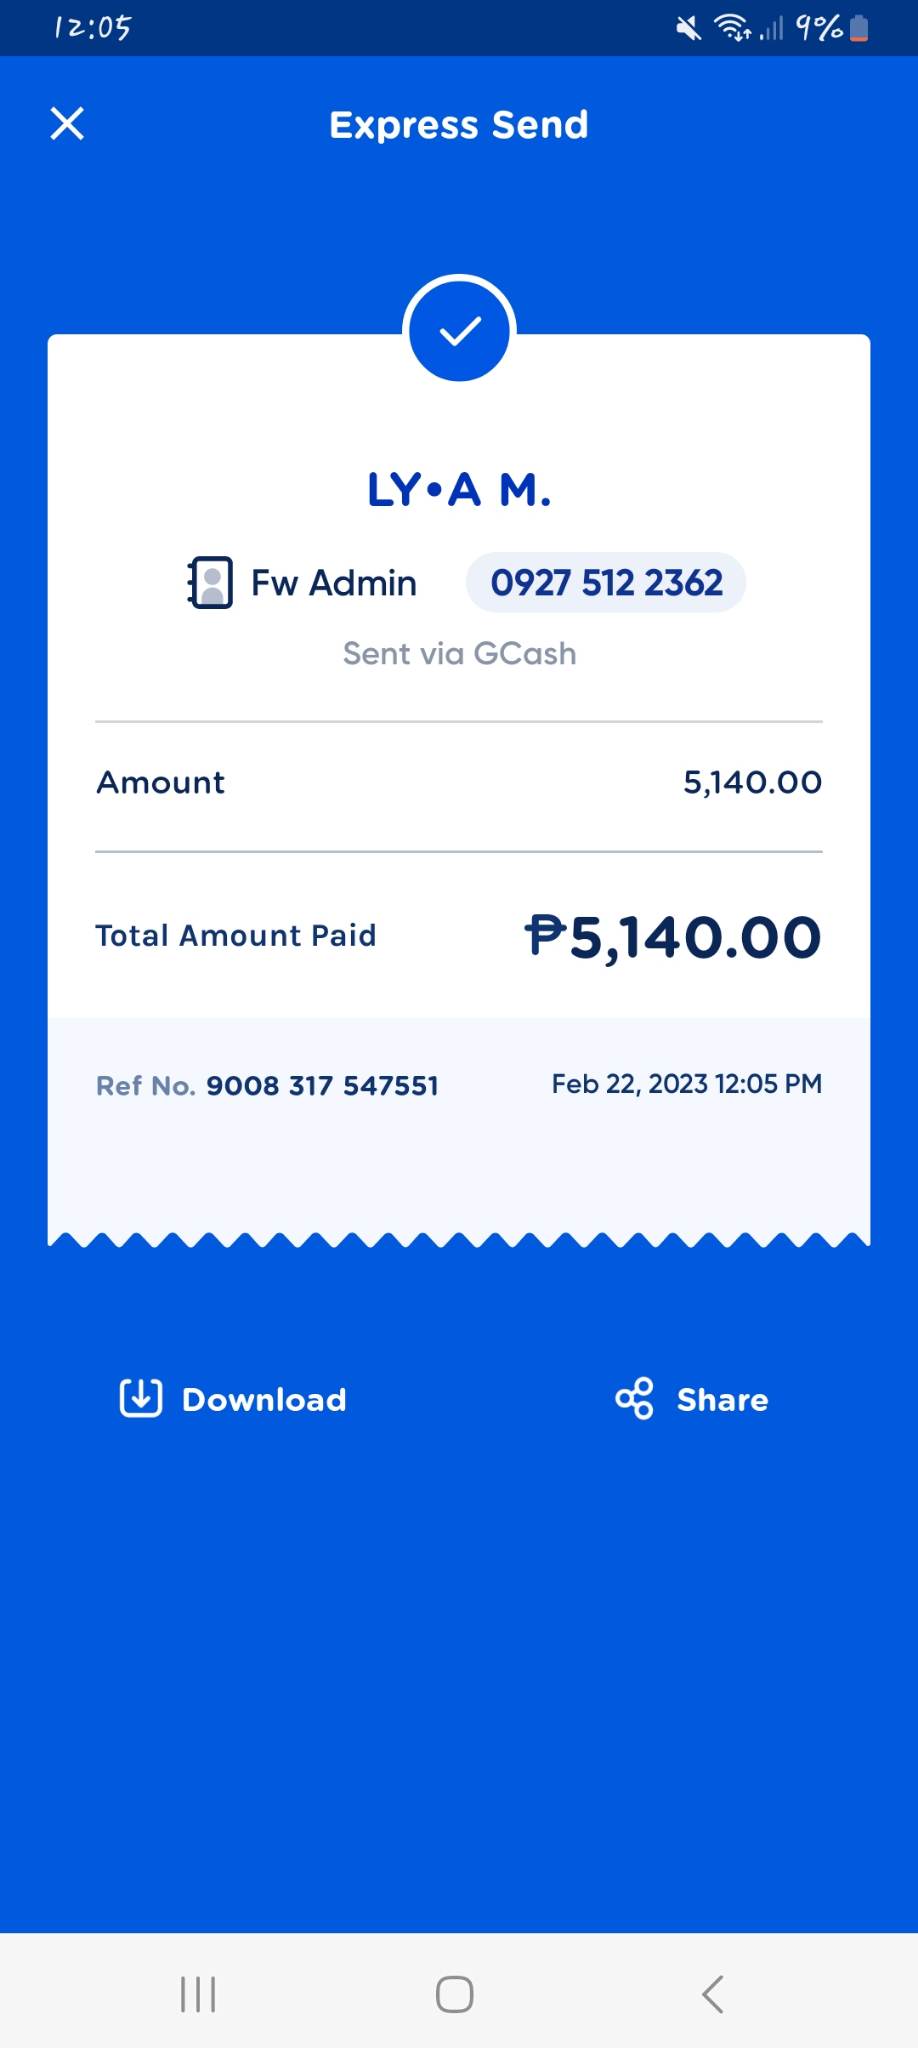 12:05 9%
Express Send
LY•A M.
Fw Admin 0927 512 2362
Sent via GCash
Amount 5,140.00
Total Amount Paid ₱5,140.00
Ref No. 9008 317 547551 Feb 22, 2023 12:05 PM
Download Share